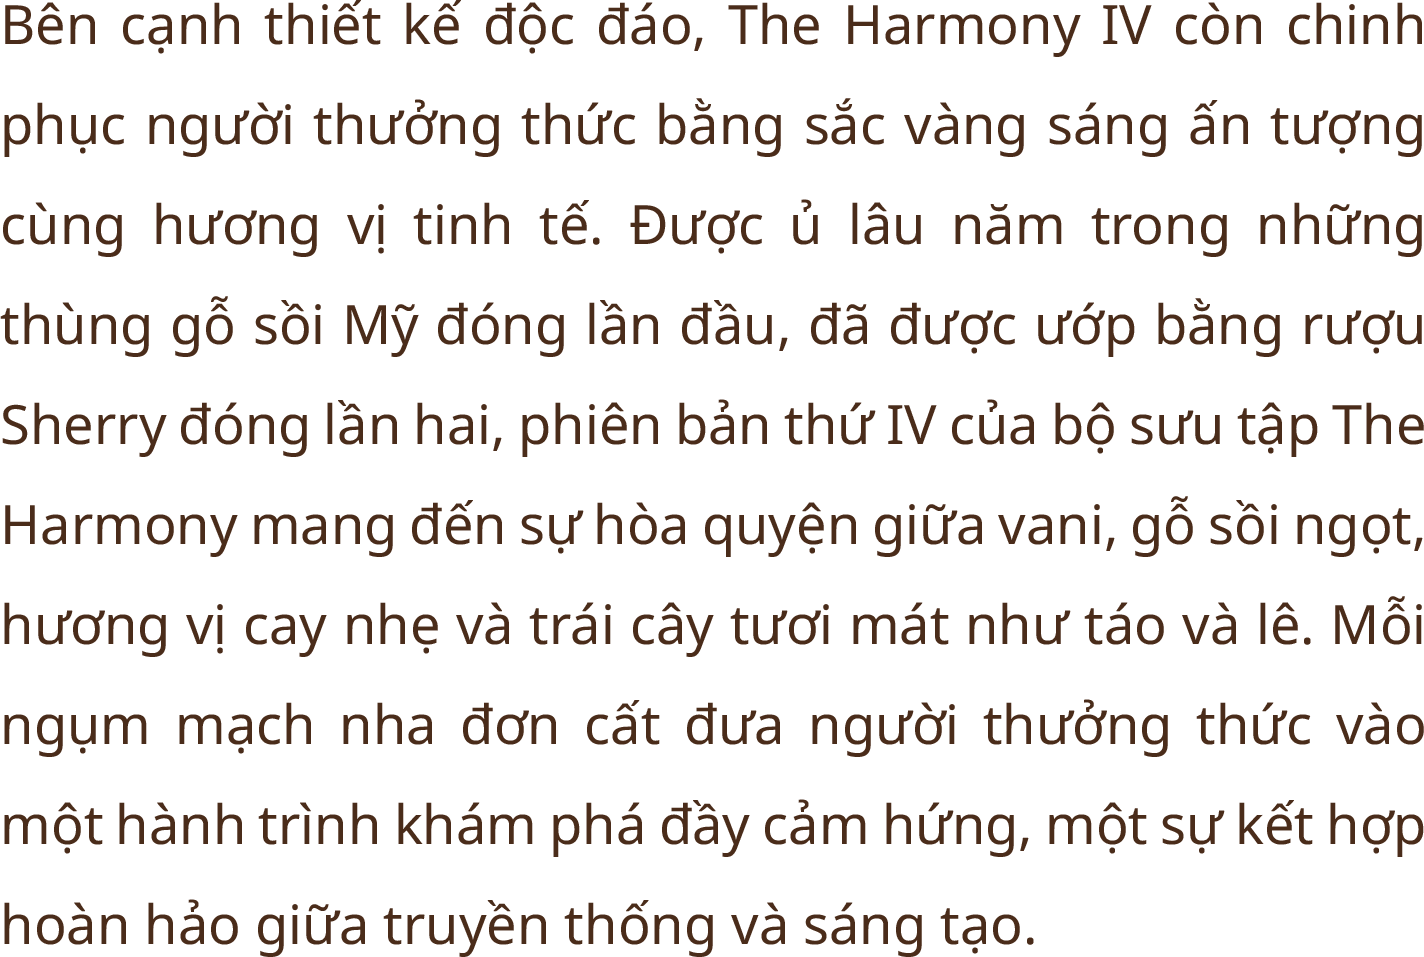 Bên cạnh thiết kế độc đáo, The Harmony IV còn chinh
phục người thưởng thức bằng sắc vàng sáng ấn tượng
cùng hương vị tinh tế. Được ủ lâu năm trong những
thùng gỗ sồi Mỹ đóng lần đầu, đã được ướp bằng rượu
Sherry đóng lần hai, phiên bản thứ IV của bộ sưu tập The
Harmony mang đến sự hòa quyện giữa vani, gỗ sồi ngọt,
hương vị cay nhẹ và trái cây tươi mát như táo và lê. Mỗi
ngụm mạch nha đơn cất đưa người thưởng thức vào
một hành trình khám phá đầy cảm hứng, một sự kết hợp
hoàn hảo giữa truyền thống và sáng tạo.